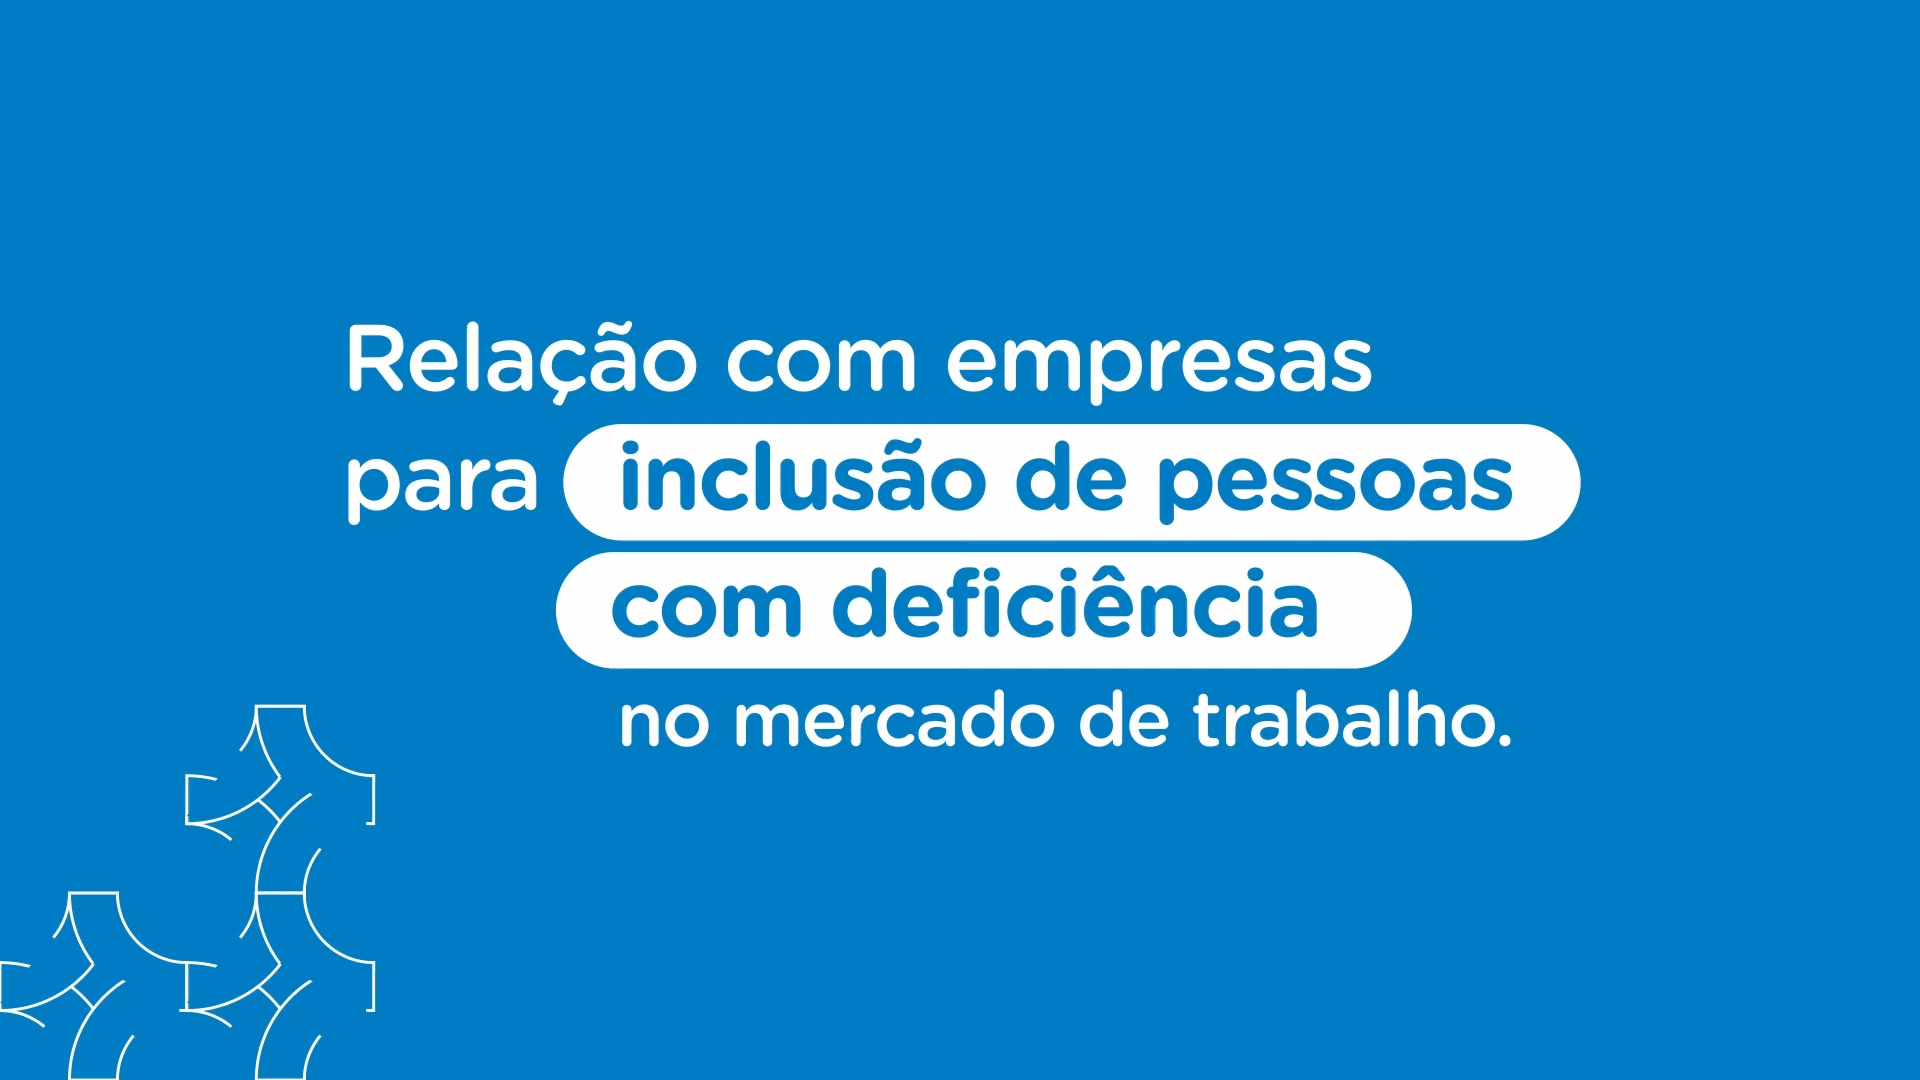 Relação com empresas
para inclusão de pessoas
com deficiência
no mercado de trabalho.